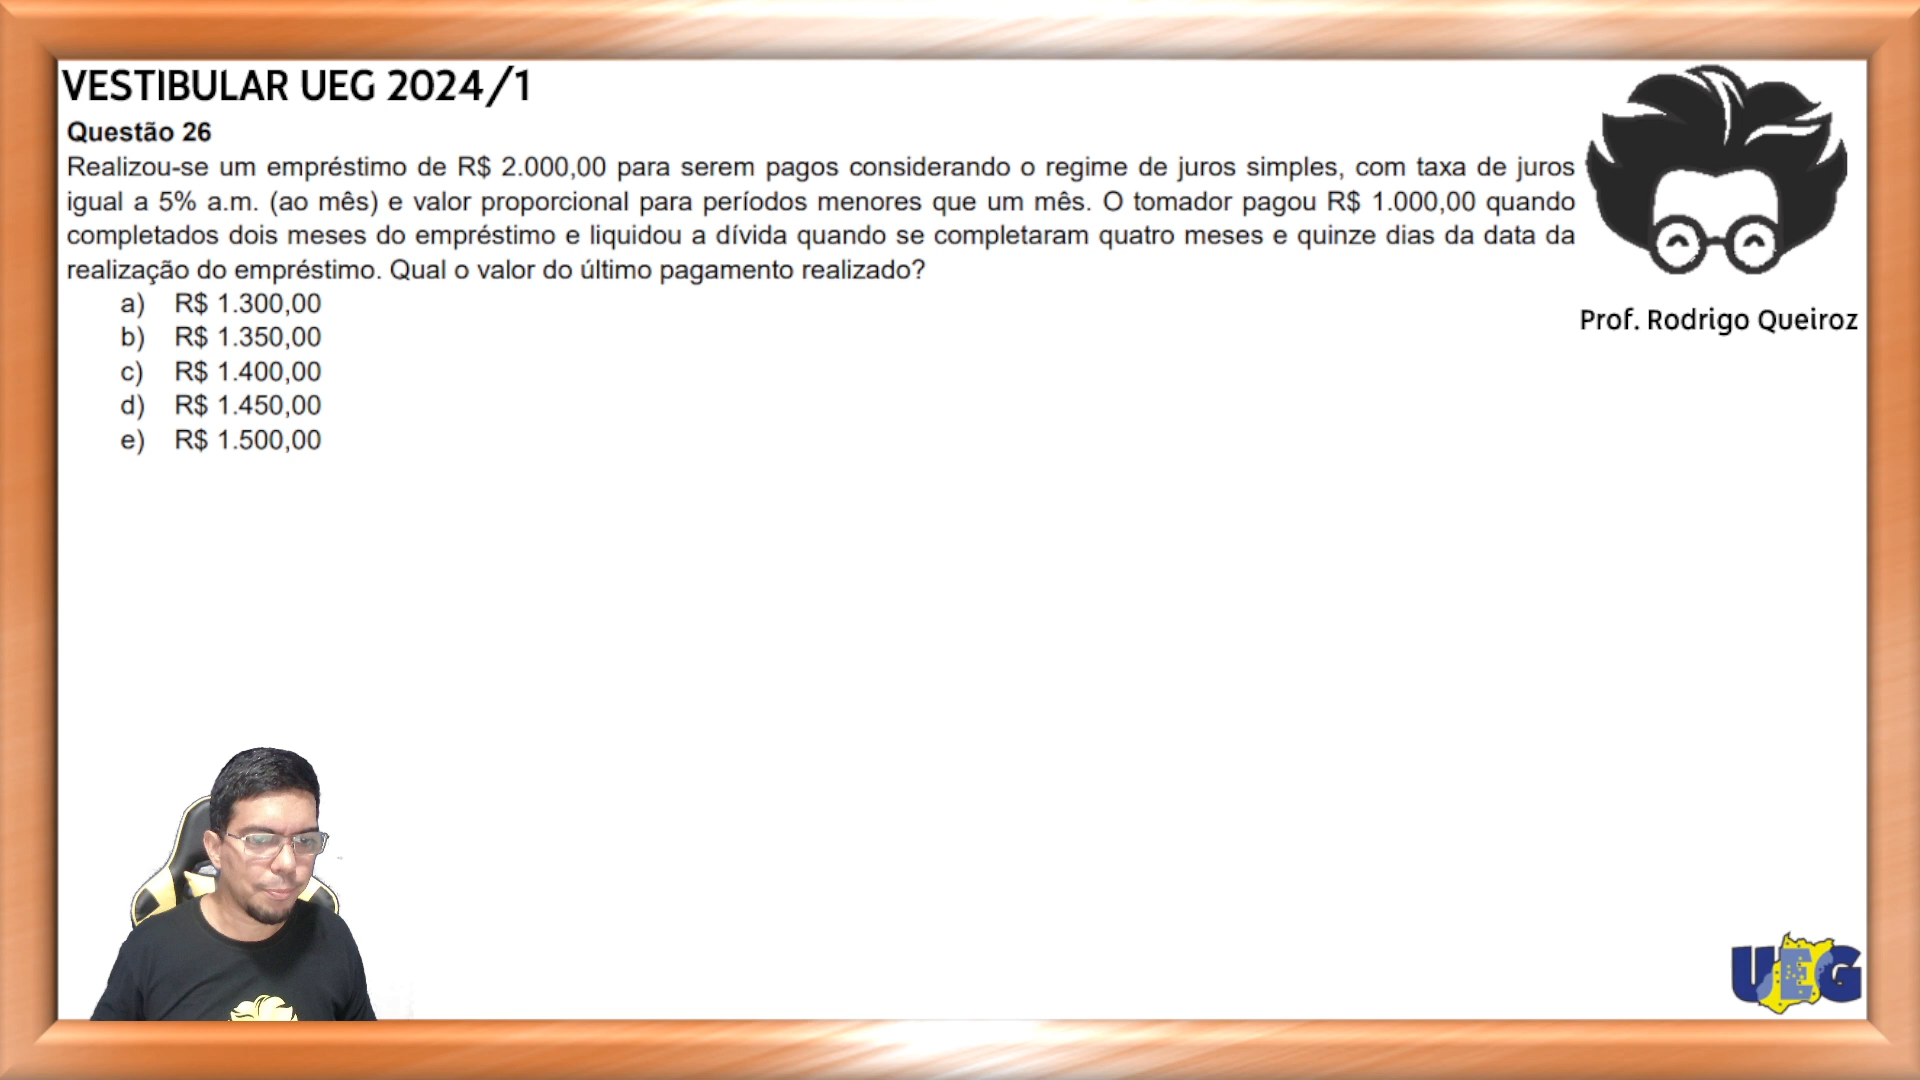 VESTIBULAR UEG 2024/1
Questão 26
Realizou-se um empréstimo de R$ 2.000,00 para serem pagos considerando o regime de juros simples, com taxa de juros
igual a 5% a.m. (ao mês) e valor proporcional para períodos menores que um mês. O tomador pagou R$ 1.000,00 quando
completados dois meses do empréstimo e liquidou a dívida quando se completaram quatro meses e quinze dias da data da
realização do empréstimo. Qual o valor do último pagamento realizado?
a) R$ 1.300,00
b) R$ 1.350,00
c) R$ 1.400,00
d) R$ 1.450,00
e) R$ 1.500,00
Prof. Rodrigo Queiroz
UEG